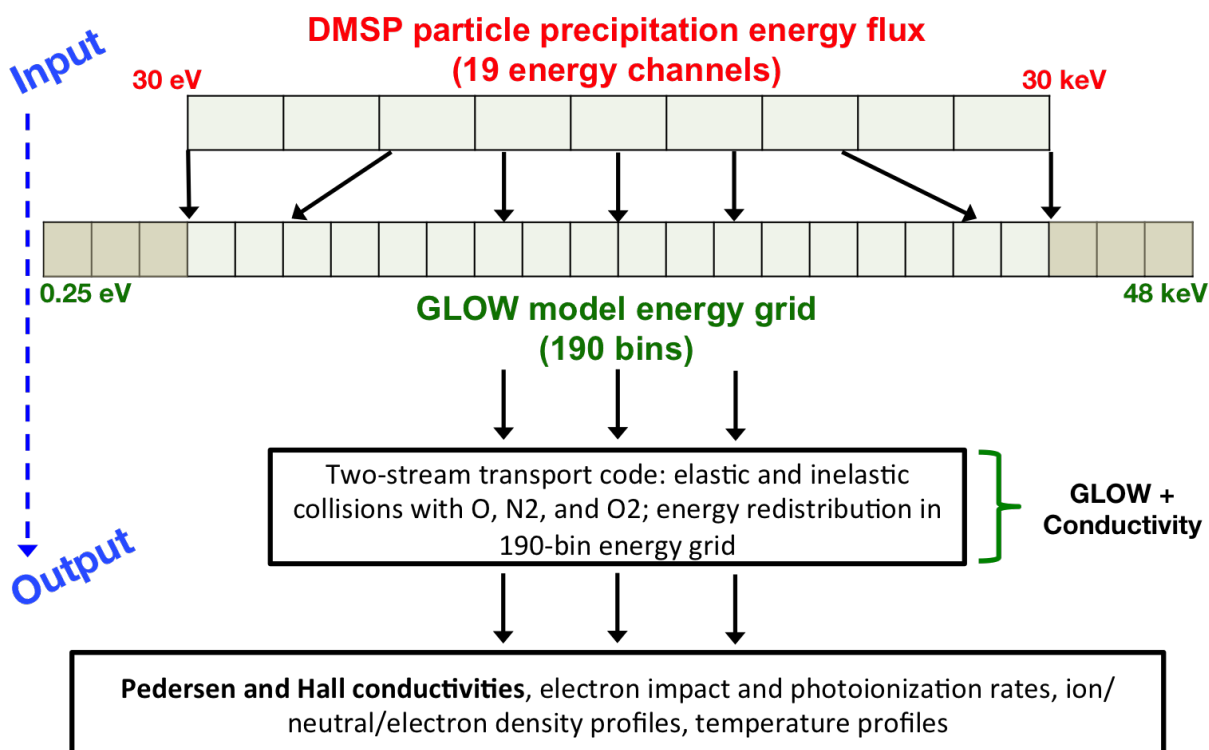 Input
DMSP particle precipitation energy flux
(19 energy channels)
30 eV
30 keV
0.25 eV
48 keV
GLOW model energy grid
(190 bins)
Two-stream transport code: elastic and inelastic
collisions with O, N2, and O2; energy redistribution in
190-bin energy grid
GLOW +
Conductivity
Output
Pedersen and Hall conductivities, electron impact and photoionization rates, ion/
neutral/electron density profiles, temperature profiles